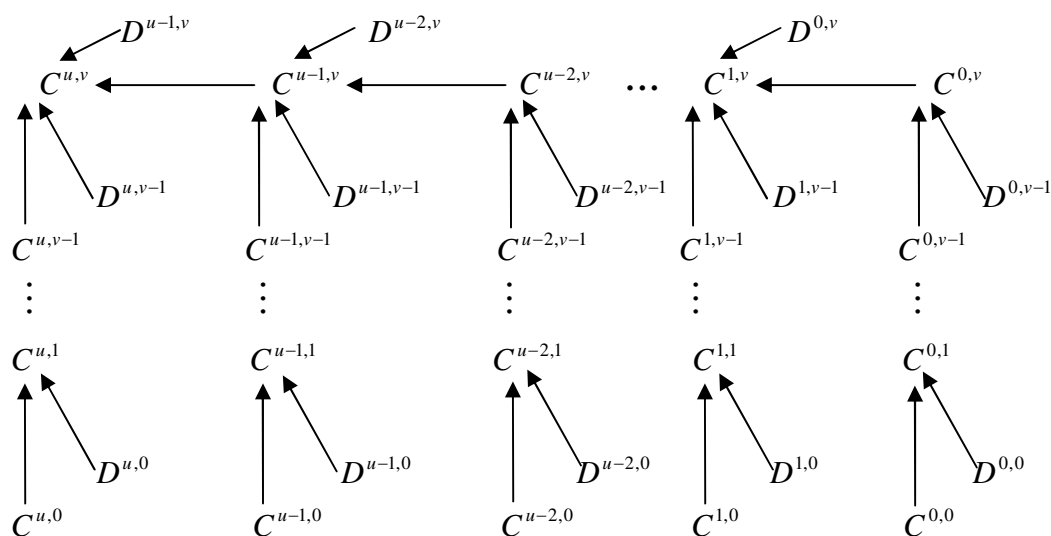 D^{u−1,v} D^{u−2,v} D^{0,v}
C^{u,v} C^{u−1,v} C^{u−2,v} ... C^{1,v} C^{0,v}
D^{u,v−1} D^{u−1,v−1} D^{u−2,v−1} D^{1,v−1} D^{0,v−1}
C^{u,v−1} C^{u−1,v−1} C^{u−2,v−1} C^{1,v−1} C^{0,v−1}
⋮ ⋮ ⋮ ⋮ ⋮
C^{u,1} C^{u−1,1} C^{u−2,1} C^{1,1} C^{0,1}
D^{u,0} D^{u−1,0} D^{u−2,0} D^{1,0} D^{0,0}
C^{u,0} C^{u−1,0} C^{u−2,0} C^{1,0} C^{0,0}